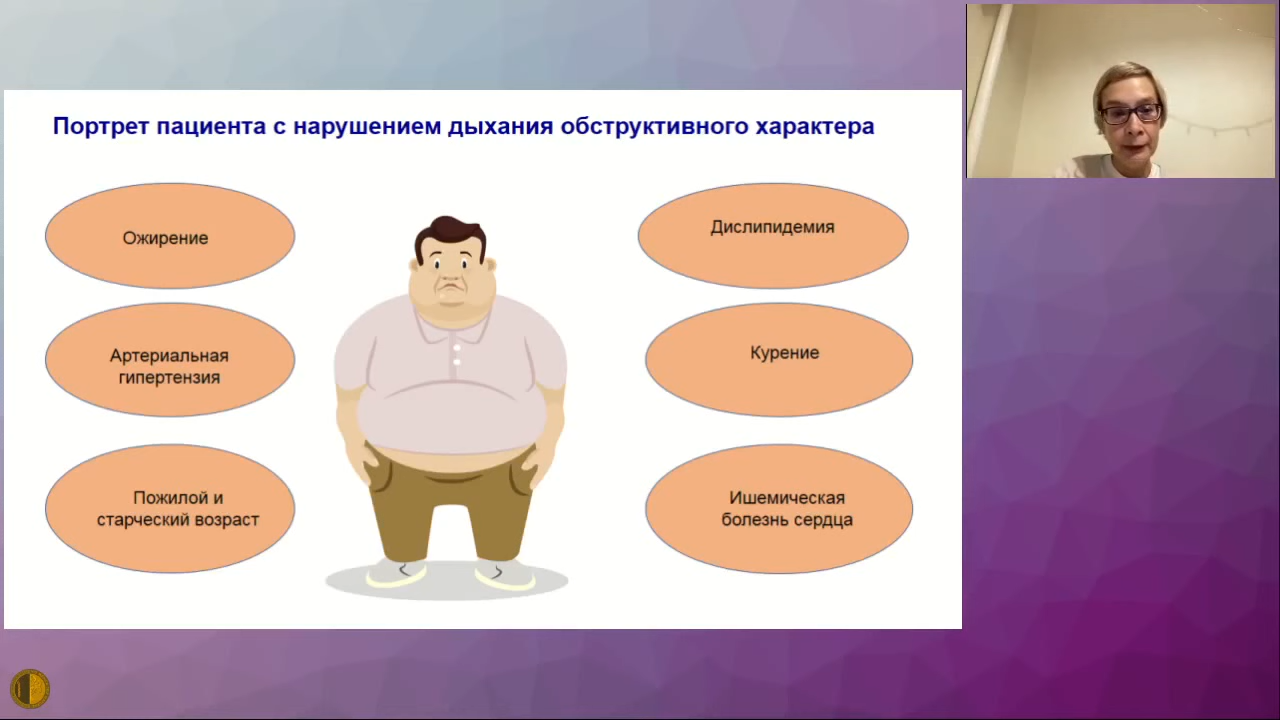 Портрет пациента с нарушением дыхания обструктивного характера
Ожирение
Артериальная
гипертензия
Пожилой и
старческий возраст
Дислипидемия
Курение
Ишемическая
болезнь сердца